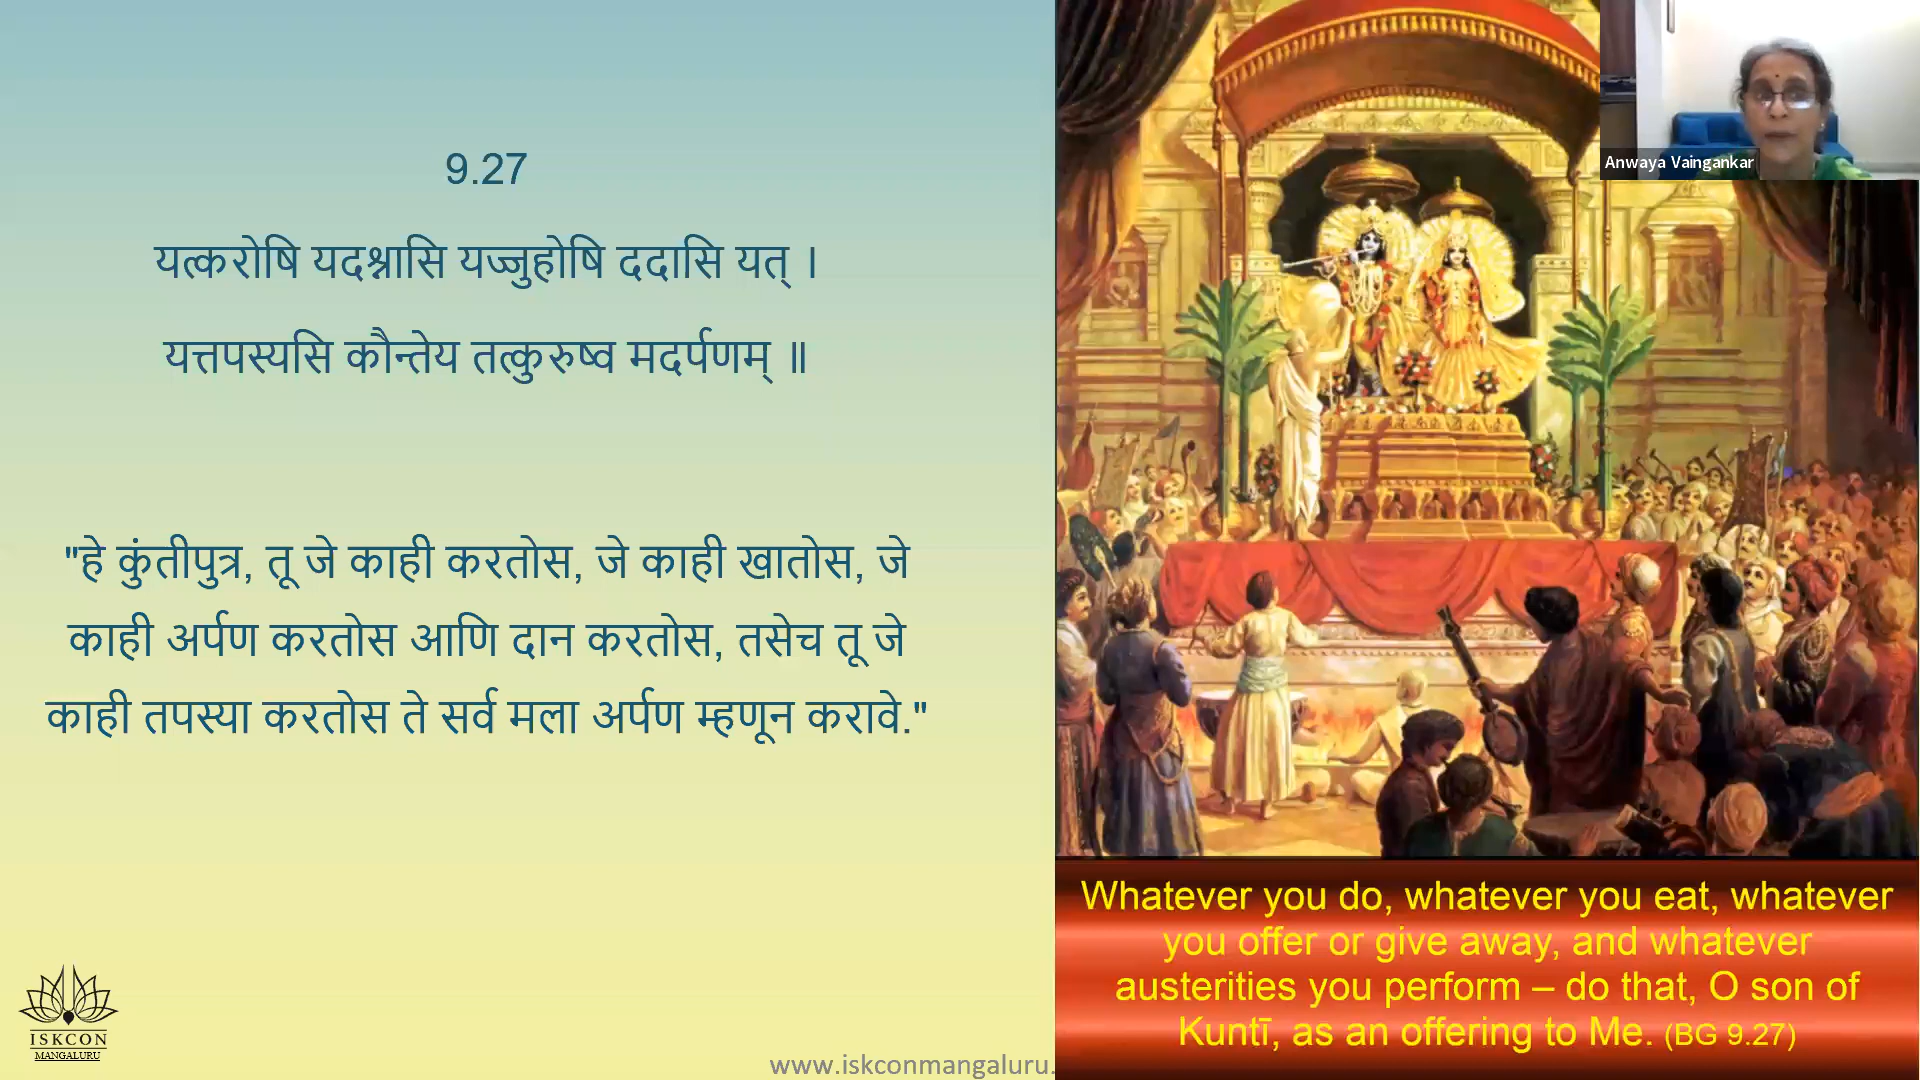 9.27
यत्करोषि यदश्नासि यज्जुहोषि ददासि यत् ।
यत्तपस्यसि कौन्तेय तत्कुरुष्व मदर्पणम् ॥
"हे कुंतीपुत्र, तू जे काही करतोस, जे काही खातोस, जे
काही अर्पण करतोस आणि दान करतोस, तसेच तू जे
काही तपस्या करतोस ते सर्व मला अर्पण म्हणून करावे."
ISKCON
MANGALURU
www.iskconmangaluru.
Anwaya Vaingankar
Whatever you do, whatever you eat, whatever
you offer or give away, and whatever
austerities you perform – do that, O son of
Kuntī, as an offering to Me. (BG 9.27)